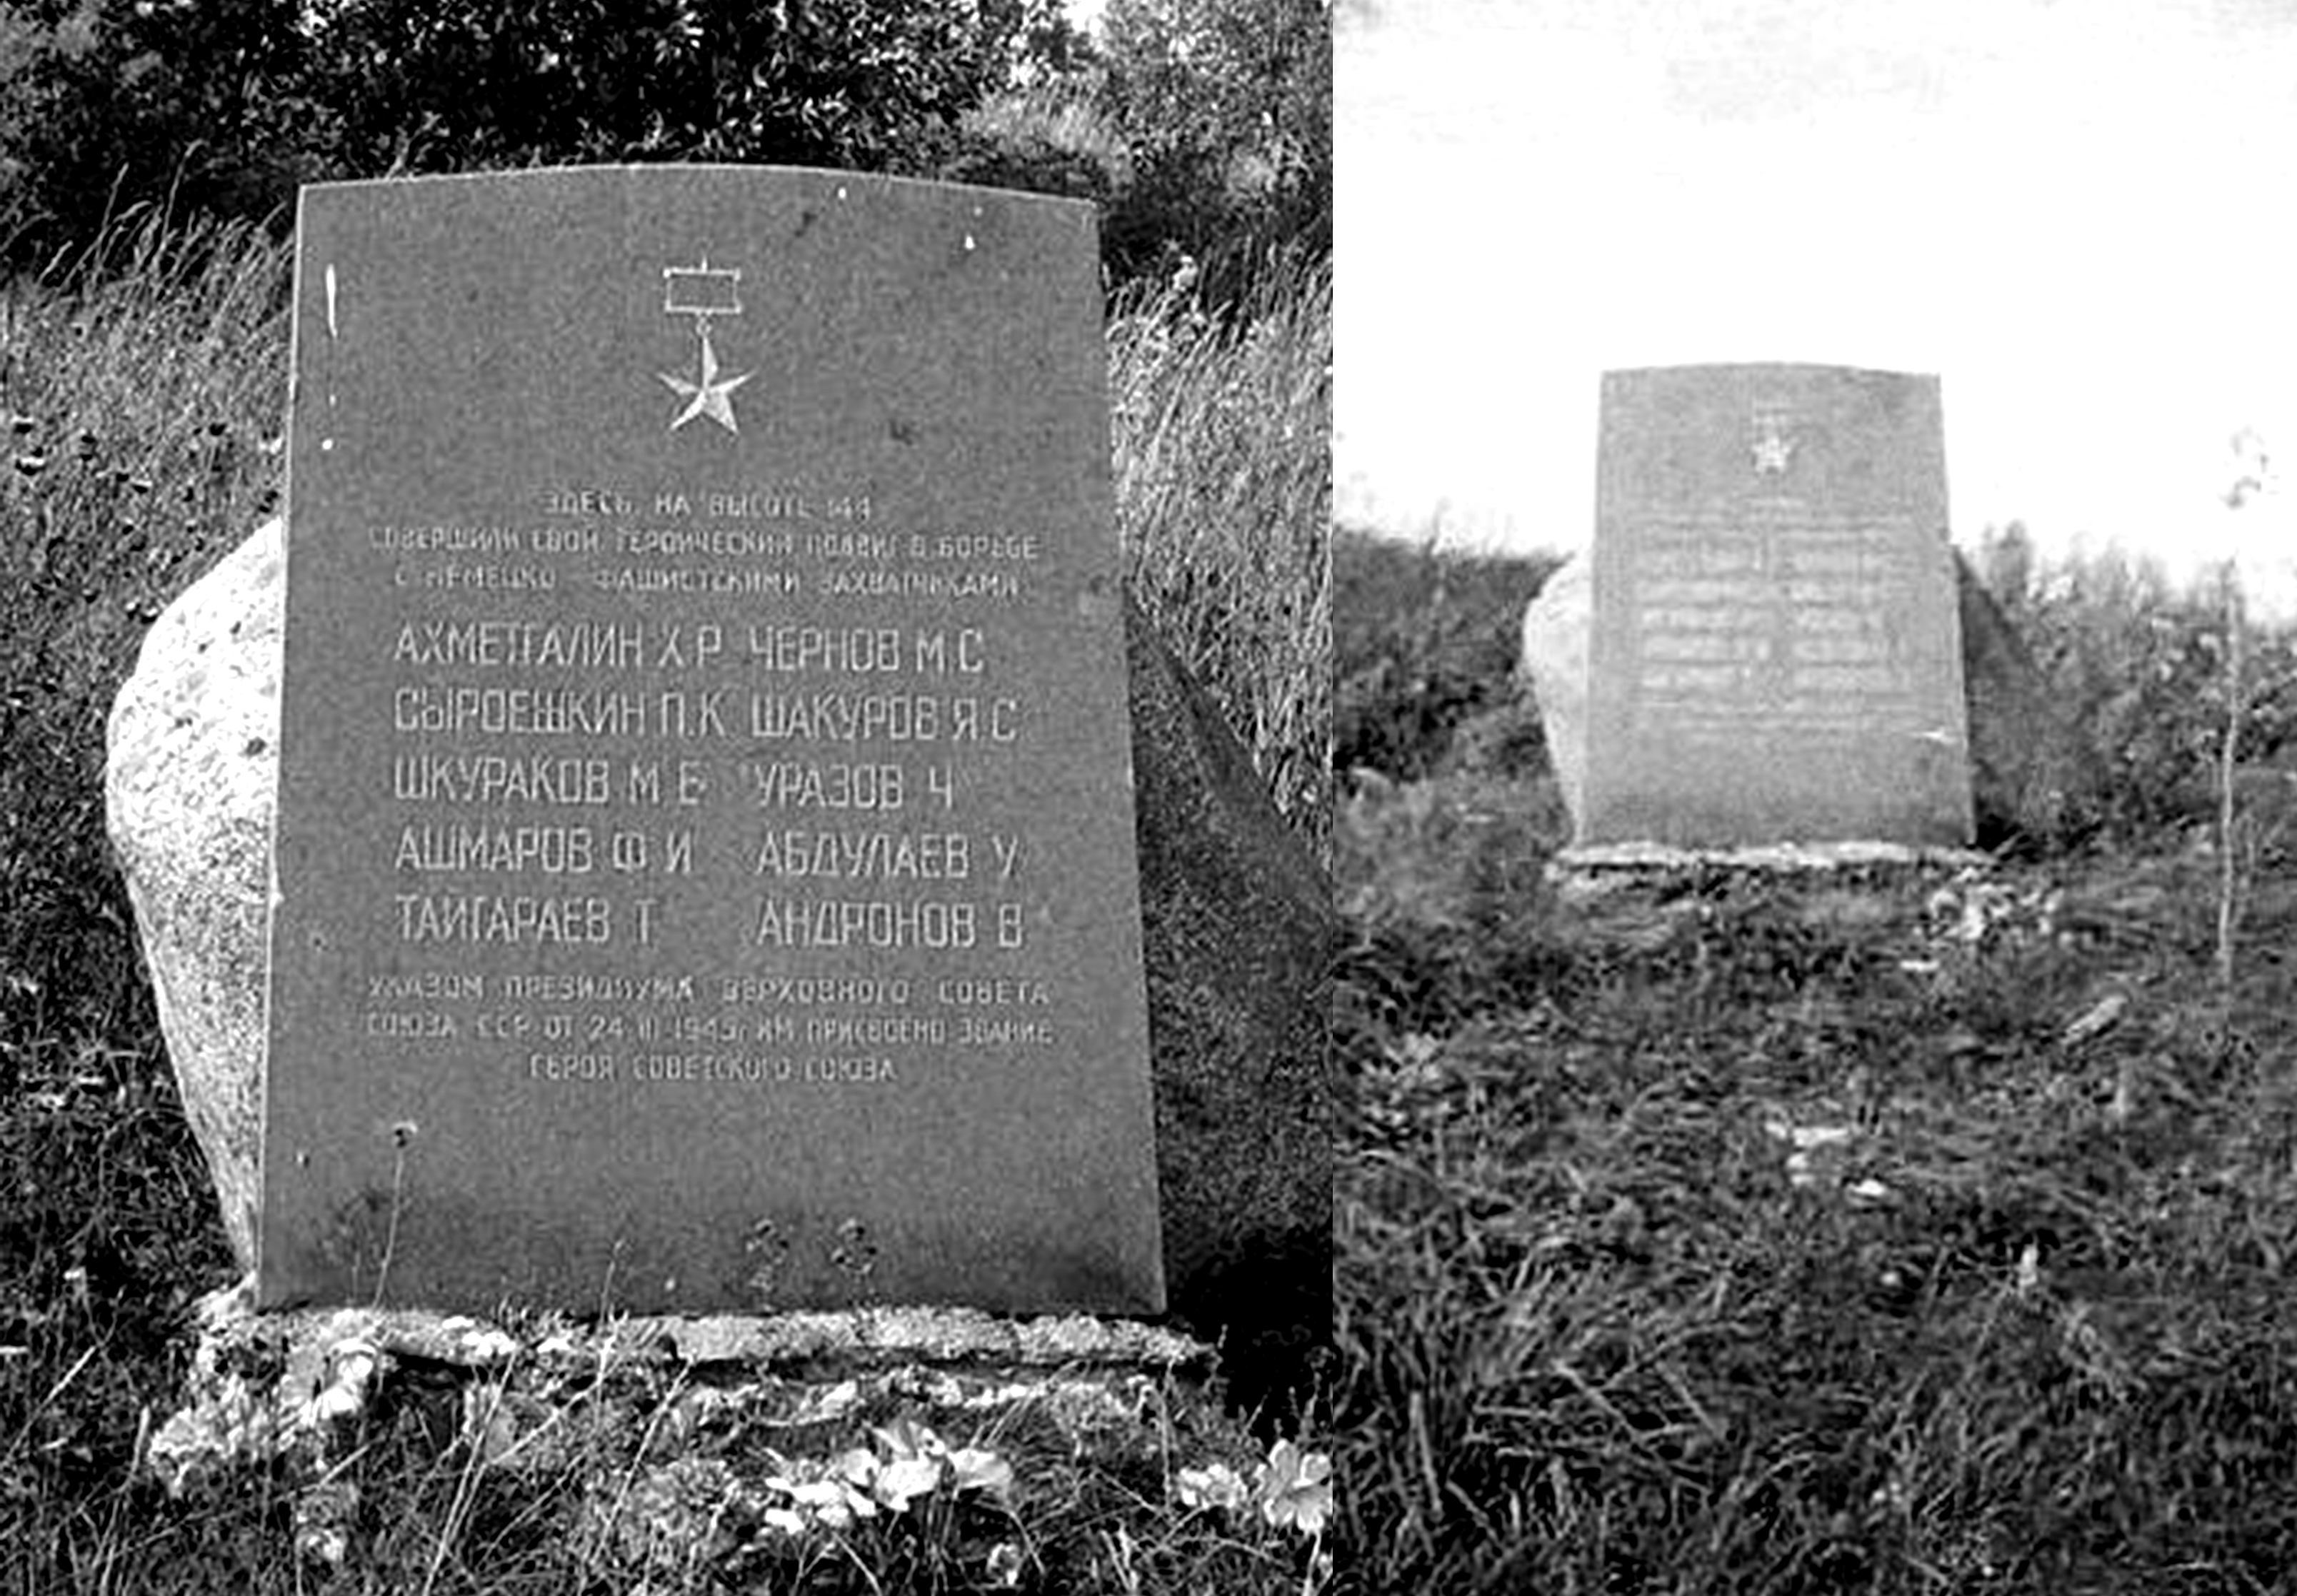 ЗДЕСЬ НА ВЫСОТЕ 144
СОВЕРШИЛИ СВОЙ ГЕРОИЧЕСКИЙ ПОДВИГ В БОРЬБЕ
С НЕМЕЦКО - ФАШИСТСКИМИ ЗАХВАТЧИКАМИ
АХМЕТГАЛИН Х.Р ЧЕРНОВ М.С
СЫРОЕЖКИН П.К ШАКУРОВ Я.С
ШКУРАКОВ М Е УРАЗОВ Ч
АШМАРОВ Ф И АБДУЛАЕВ У
ТАЙГАРАЕВ Т АНДРОНОВ В
УКАЗОМ ПРЕЗИДИУМА ВЕРХОВНОГО СОВЕТА
СОЮЗА ССР ОТ 24 III 1945г ИМ ПРИСВОЕНО ЗВАНИЕ
ГЕРОЯ СОВЕТСКОГО СОЮЗА